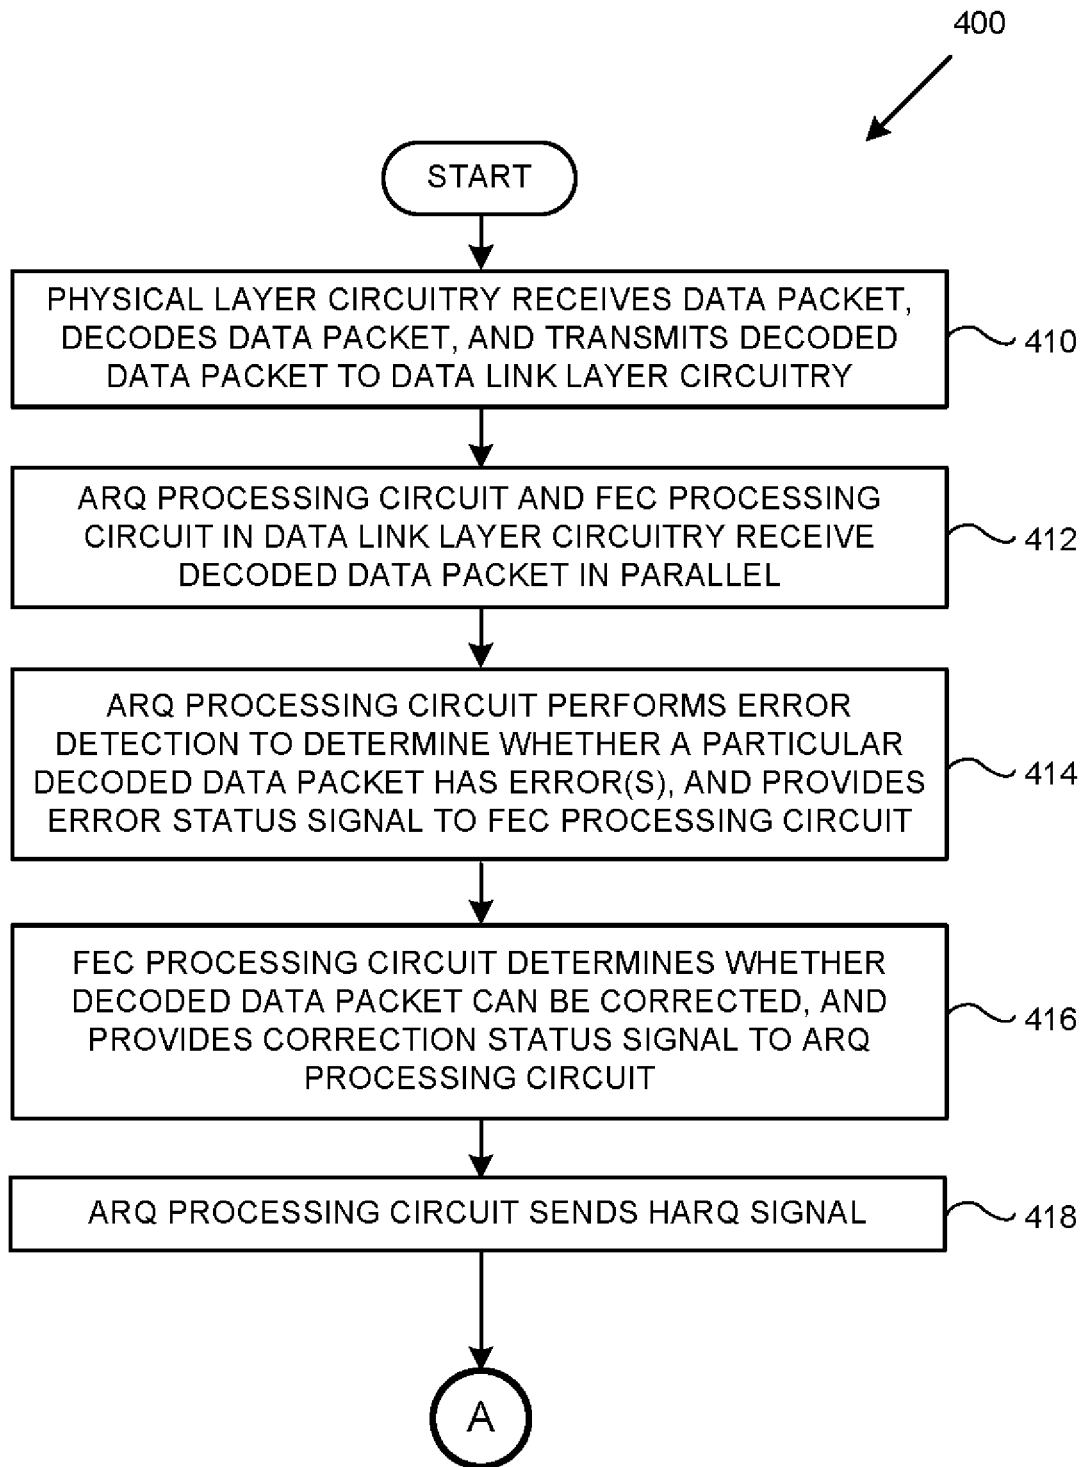 400
START
PHYSICAL LAYER CIRCUITRY RECEIVES DATA PACKET,
DECODES DATA PACKET, AND TRANSMITS DECODED
DATA PACKET TO DATA LINK LAYER CIRCUITRY
410
ARQ PROCESSING CIRCUIT AND FEC PROCESSING
CIRCUIT IN DATA LINK LAYER CIRCUITRY RECEIVE
DECODED DATA PACKET IN PARALLEL
412
ARQ PROCESSING CIRCUIT PERFORMS ERROR
DETECTION TO DETERMINE WHETHER A PARTICULAR
DECODED DATA PACKET HAS ERROR(S), AND PROVIDES
ERROR STATUS SIGNAL TO FEC PROCESSING CIRCUIT
414
FEC PROCESSING CIRCUIT DETERMINES WHETHER
DECODED DATA PACKET CAN BE CORRECTED, AND
PROVIDES CORRECTION STATUS SIGNAL TO ARQ
PROCESSING CIRCUIT
416
ARQ PROCESSING CIRCUIT SENDS HARQ SIGNAL
418
A